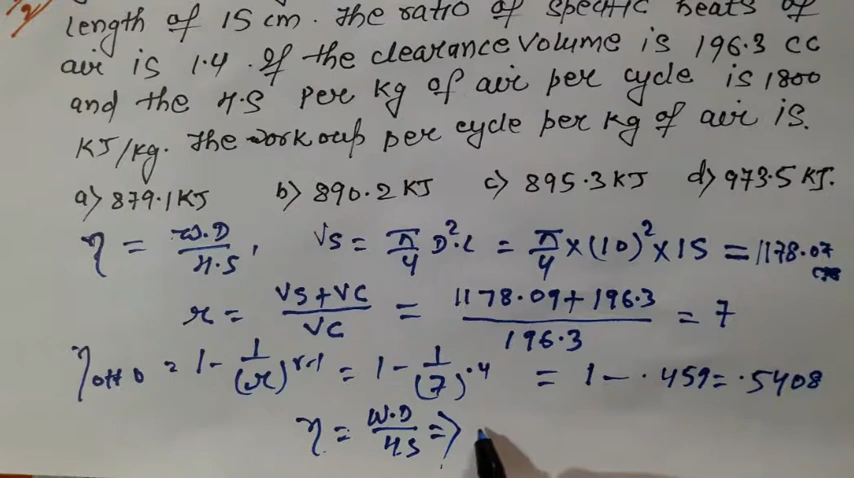 length of 15 cm. The ratio of specific heats of
air is 1.4. If the clearance volume is 196.3 cc
and the H.S per kg of air per cycle is 1800
KJ/kg. The work oup per cycle per kg of air is.
a) 879.1 KJ b) 890.2 KJ c) 895.3 KJ d) 973.5 KJ.
η = W.D/H.S, VS = π/4 D².L = π/4 × (10)² × 15 = 1178.07
r = VS + VC/VC = 1178.09 + 196.3/196.3 = 7
ηotto = 1 - 1/(r)^r-1 = 1 - 1/(7)^.4 = 1 - .459 = .5408
η = W.D/H.S =>